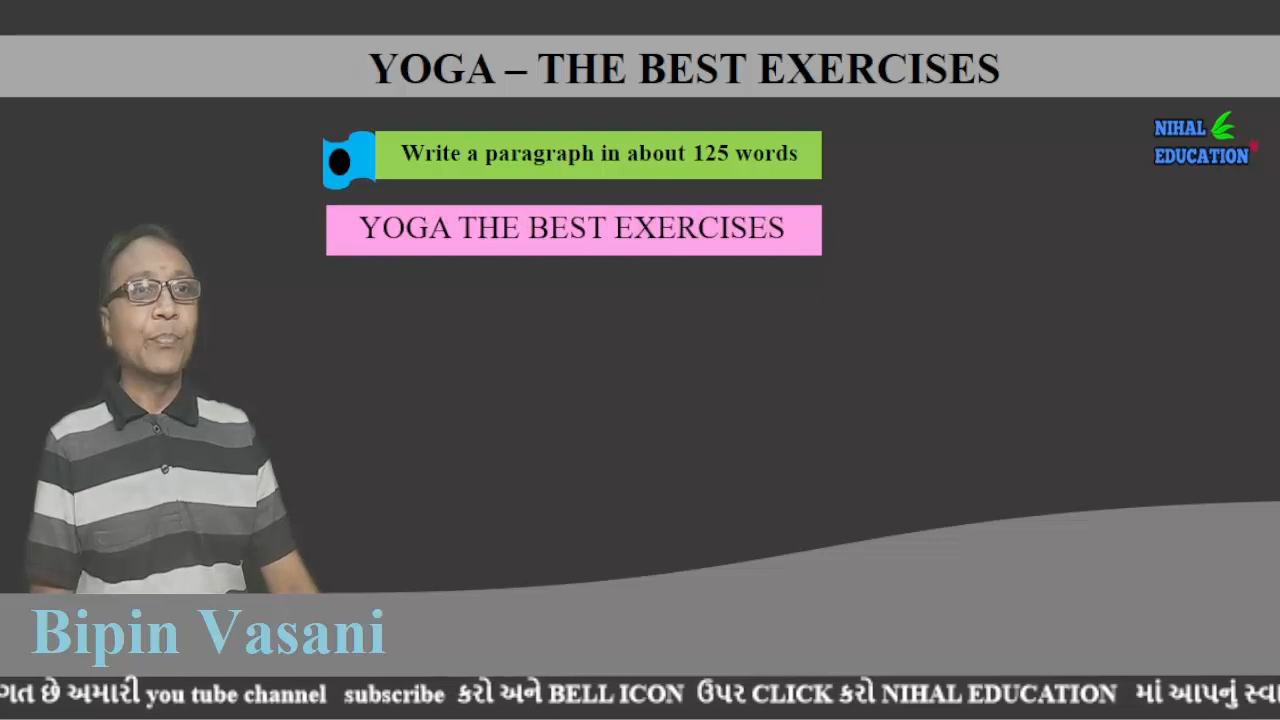 YOGA – THE BEST EXERCISES
Write a paragraph in about 125 words
NIHAL
EDUCATION
YOGA THE BEST EXERCISES
Bipin Vasani
છે અમારી you tube channel subscribe કરો અને BELL ICON ઉપર CLICK કરો NIHAL EDUCATION માં આપનું